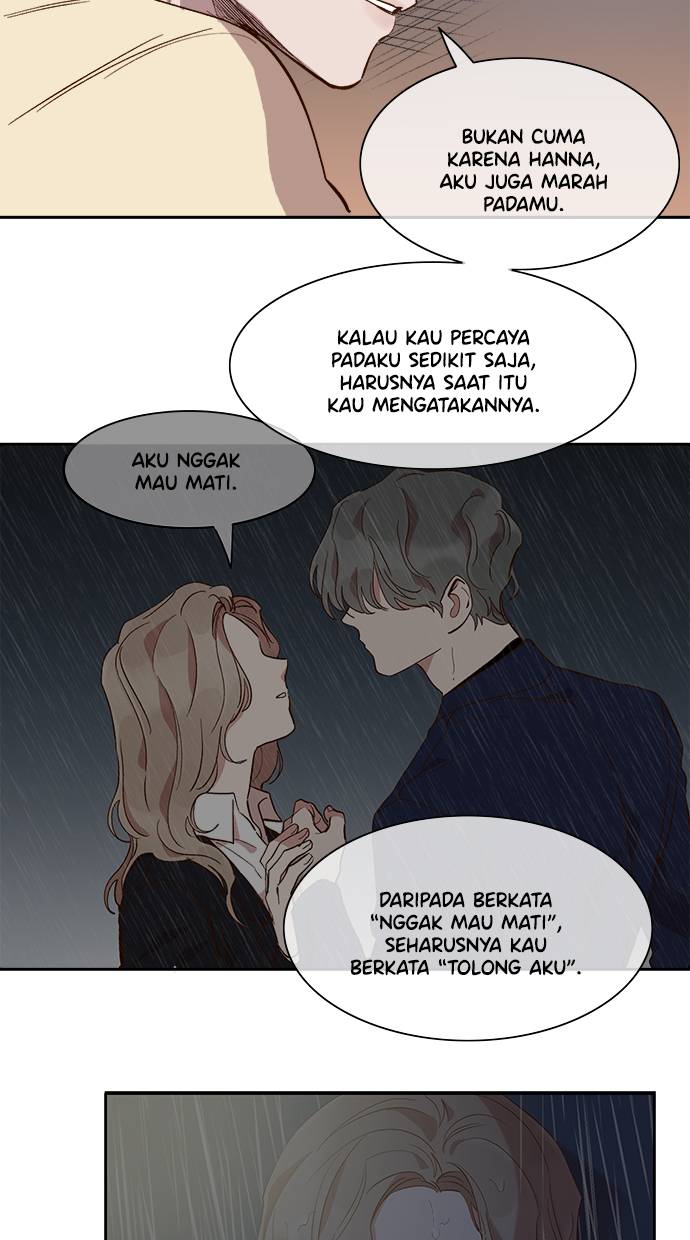 BUKAN CUMA
KARENA HANNA,
AKU JUGA MARAH
PADAMU.
KALAU KAU PERCAYA
PADAKU SEDIKIT SAJA,
HARUSNYA SAAT ITU
KAU MENGATAKANNYA.
AKU NGGAK
MAU MATI.
DARIPADA BERKATA
“NGGAK MAU MATI”,
SEHARUSNYA KAU
BERKATA “TOLONG AKU”.